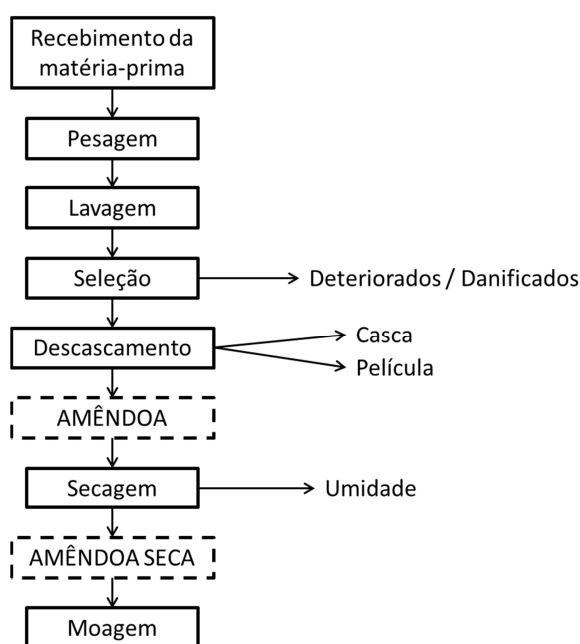 Recebimento da
matéria-prima
Pesagem
Lavagem
Seleção
Deteriorados / Danificados
Descascamento
Casca
Película
AMÊNDOA
Secagem
Umidade
AMÊNDOA SECA
Moagem